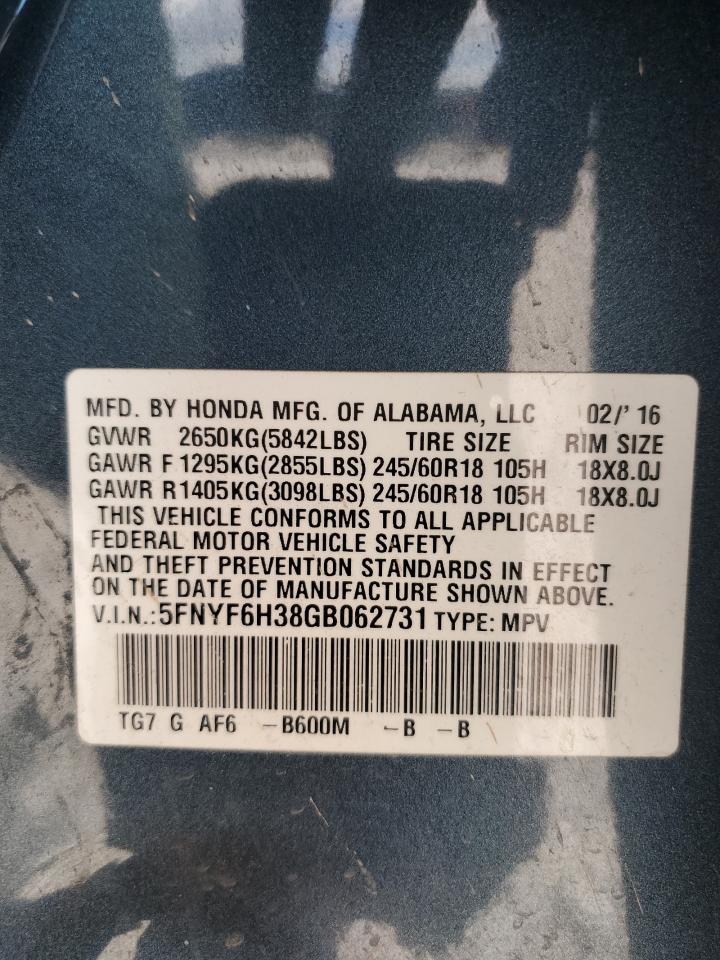 MFD. BY HONDA MFG. OF ALABAMA, LLC 02/' 16
GVWR 2650KG(5842LBS) TIRE SIZE RIM SIZE
GAWR F 1295KG(2855LBS) 245/60R18 105H 18X8.0J
GAWR R 1405KG(3098LBS) 245/60R18 105H 18X8.0J
THIS VEHICLE CONFORMS TO ALL APPLICABLE
FEDERAL MOTOR VEHICLE SAFETY
AND THEFT PREVENTION STANDARDS IN EFFECT
ON THE DATE OF MANUFACTURE SHOWN ABOVE.
V.I.N.: 5FNYF6H38GB062731 TYPE: MPV
TG7 G AF6 -B600M -B -B